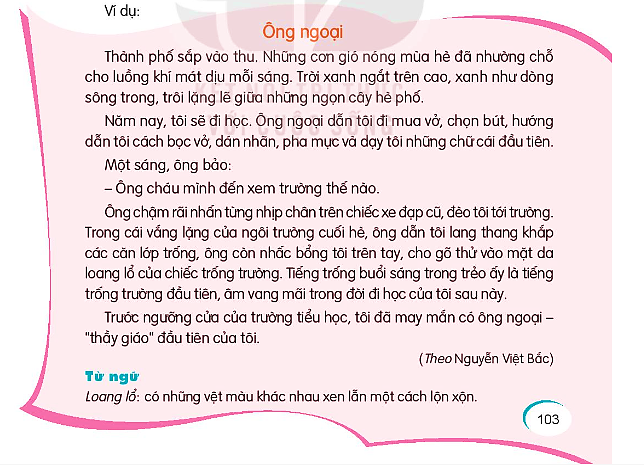 Ví dụ:
Ông ngoại
Thành phố sắp vào thu. Những cơn gió nóng mùa hè đã nhường chỗ
cho luồng khí mát dịu mỗi sáng. Trời xanh ngắt trên cao, xanh như dòng
sông trong, trôi lặng lẽ giữa những ngọn cây hè phố.
KẾT NỐI TRI THỨC
VỚI CUỘC SỐNG
Năm nay, tôi sẽ đi học. Ông ngoại dẫn tôi đi mua vở, chọn bút, hướng
dẫn tôi cách bọc vở, dán nhãn, pha mực và dạy tôi những chữ cái đầu tiên.
Một sáng, ông bảo:
– Ông cháu mình đến xem trường thế nào.
Ông chậm rãi nhấn từng nhịp chân trên chiếc xe đạp cũ, đèo tôi tới trường.
Trong cái vắng lặng của ngôi trường cuối hè, ông dẫn tôi lang thang khắp
các căn lớp trống, ông còn nhấc bổng tôi trên tay, cho gõ thử vào mặt da
loang lổ của chiếc trống trường. Tiếng trống buổi sáng trong trẻo ấy là tiếng
trống trường đầu tiên, âm vang mãi trong đời đi học của tôi sau này.
Trước ngưỡng cửa của trường tiểu học, tôi đã may mắn có ông ngoại –
"thầy giáo" đầu tiên của tôi.
(Theo Nguyễn Việt Bắc)
Từ ngữ
Loang lổ: có những vệt màu khác nhau xen lẫn một cách lộn xộn.
103